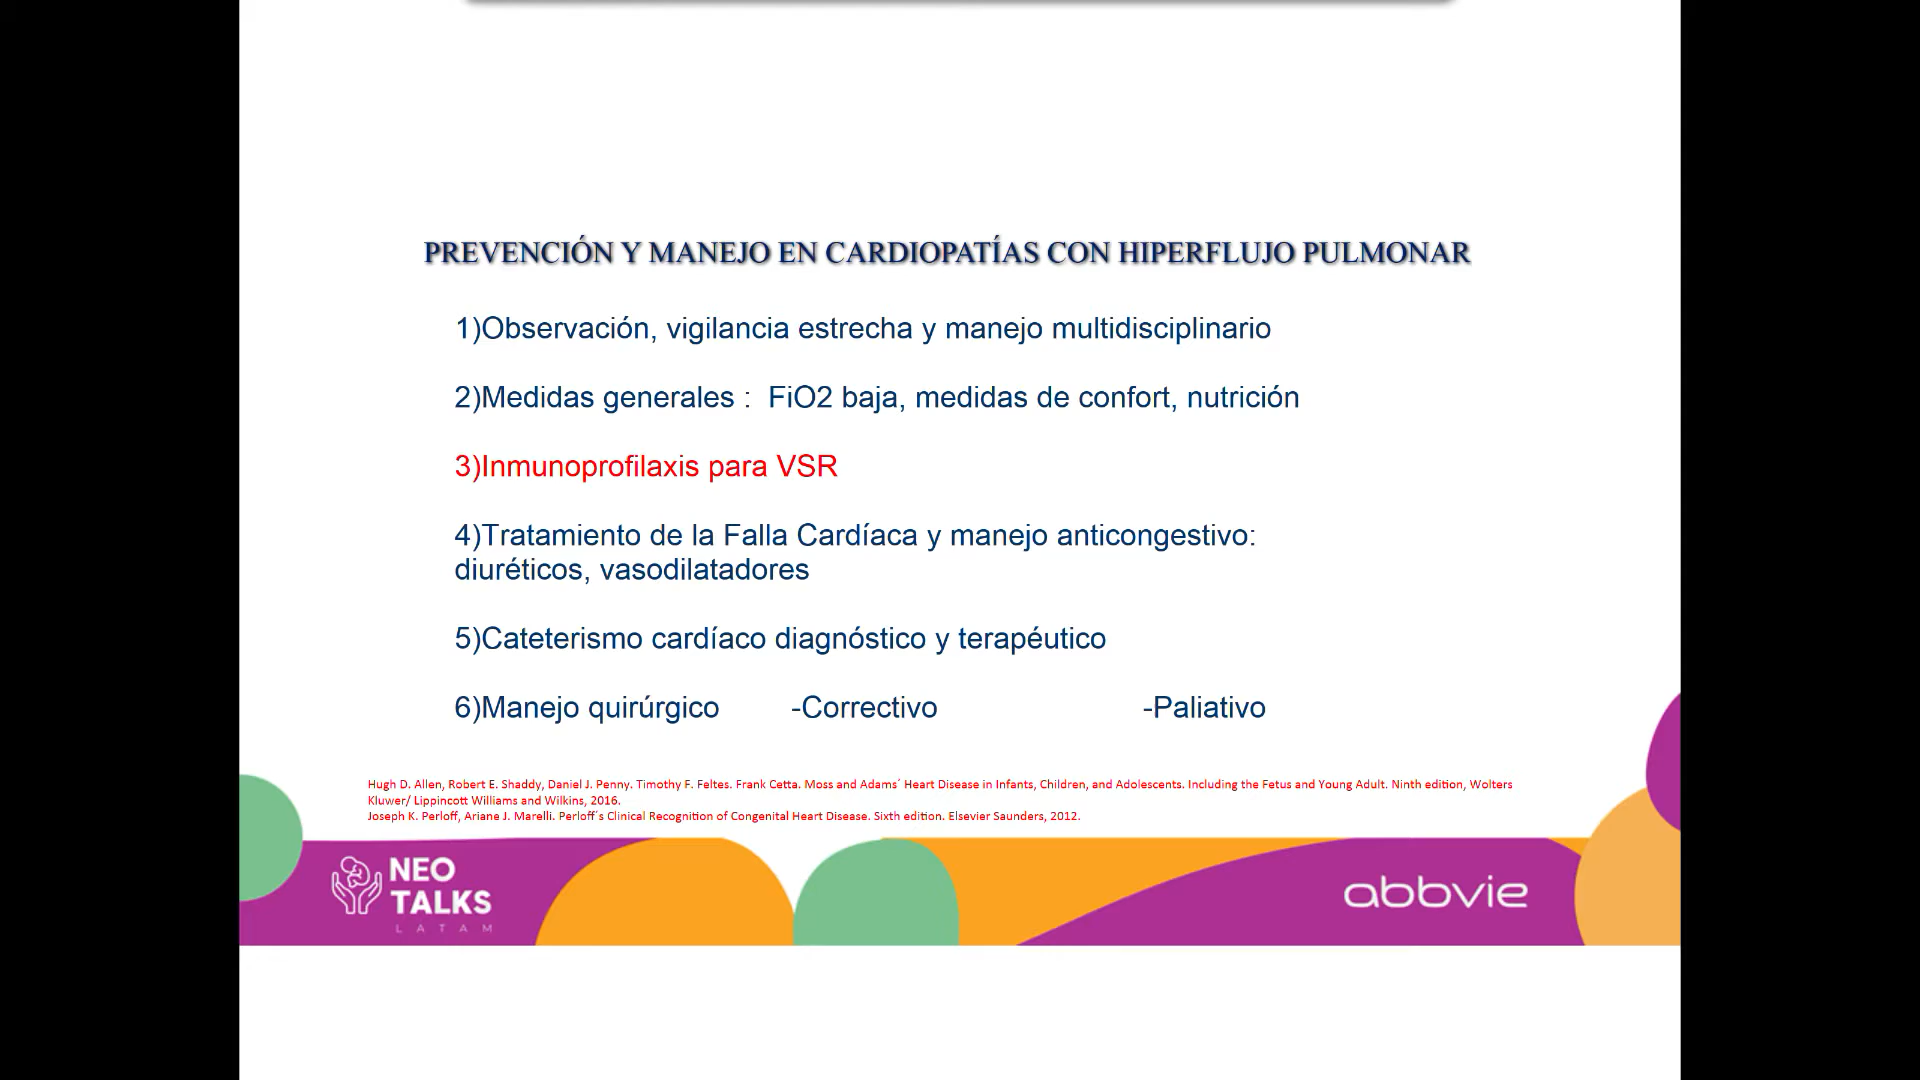 PREVENCIÓN Y MANEJO EN CARDIOPATÍAS CON HIPERFLUJO PULMONAR
1)Observación, vigilancia estrecha y manejo multidisciplinario
2)Medidas generales :  FiO2 baja, medidas de confort, nutrición
3)Inmunoprofilaxis para VSR
4)Tratamiento de la Falla Cardíaca y manejo anticongestivo:
diuréticos, vasodilatadores
5)Cateterismo cardíaco diagnóstico y terapéutico
6)Manejo quirúrgico -Correctivo -Paliativo
Hugh D. Allen, Robert E. Shaddy, Daniel J. Penny. Timothy F. Feltes. Frank Cetta. Moss and Adams´ Heart Disease in Infants, Children, and Adolescents. Including the Fetus and Young Adult. Ninth edition, Wolters
Kluwer/ Lippincott Williams and Wilkins, 2016.
Joseph K. Perloff, Ariane J. Marelli. Perloff´s Clinical Recognition of Congenital Heart Disease. Sixth edition. Elsevier Saunders, 2012.
NEO
TALKS
LATAM
abbvie